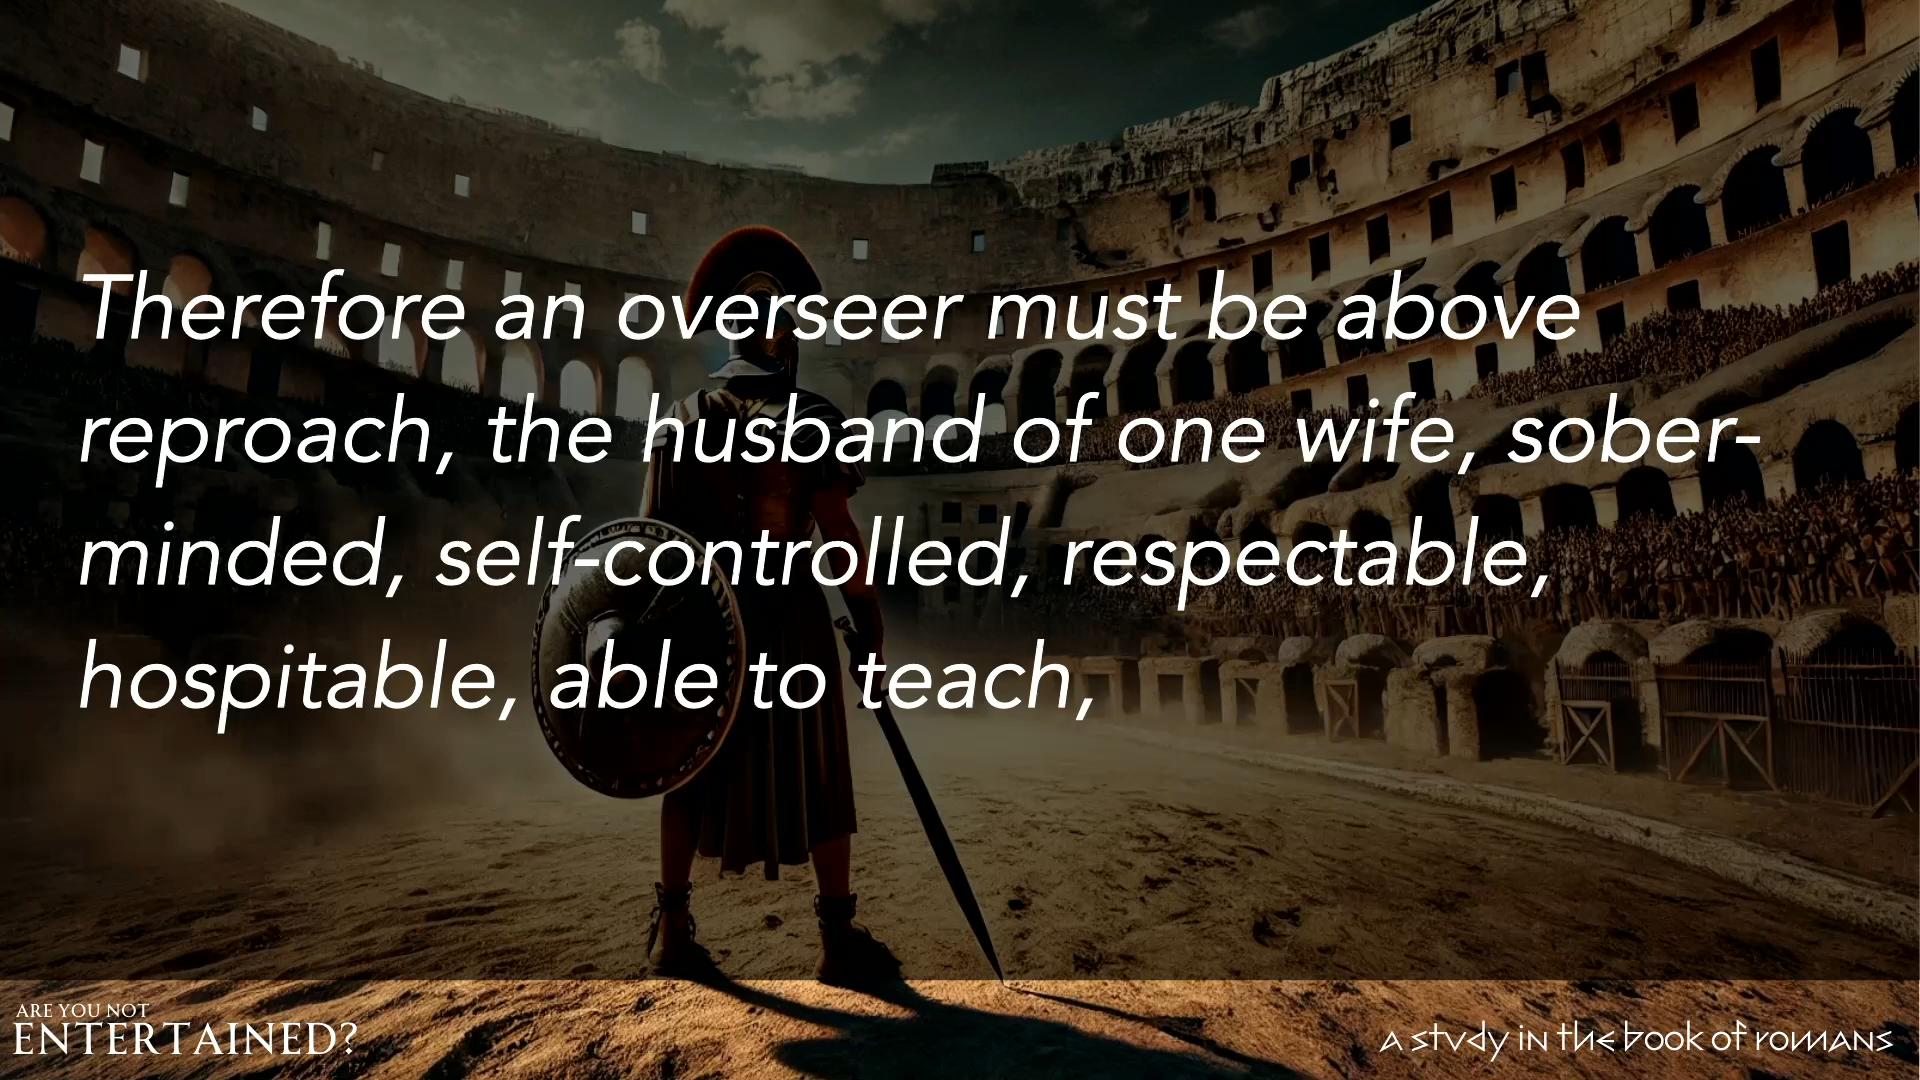 Therefore an overseer must be above
reproach, the husband of one wife, sober-
minded, self-controlled, respectable,
hospitable, able to teach,
ARE YOU NOT
ENTERTAINED?
a study in the book of romans